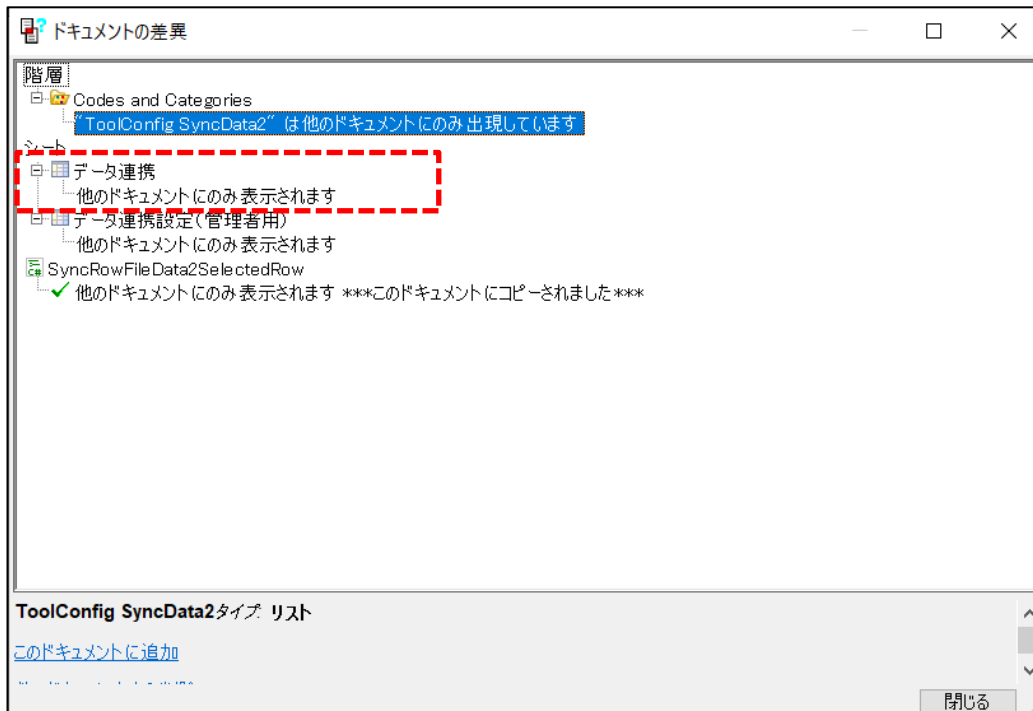 ドキュメントの差異
階層
Codes and Categories
"ToolConfig SyncData2" は他のドキュメントにのみ出現しています
シート
データ連携
他のドキュメントにのみ表示されます
データ連携設定(管理者用)
他のドキュメントにのみ表示されます
SyncRowFileData2SelectedRow
他のドキュメントにのみ表示されます ***このドキュメントにコピーされました***
ToolConfig SyncData2タイプ: リスト
このドキュメントに追加
閉じる